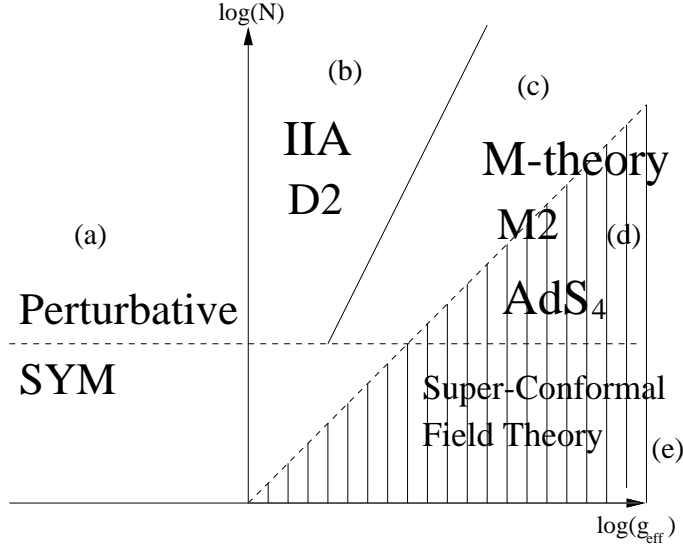 log(N)
(b)
(c)
IIA
D2
M-theory
M2
(a)
(d)
Perturbative
AdS₄
SYM
Super-Conformal
Field Theory
(e)
log(g_eff)